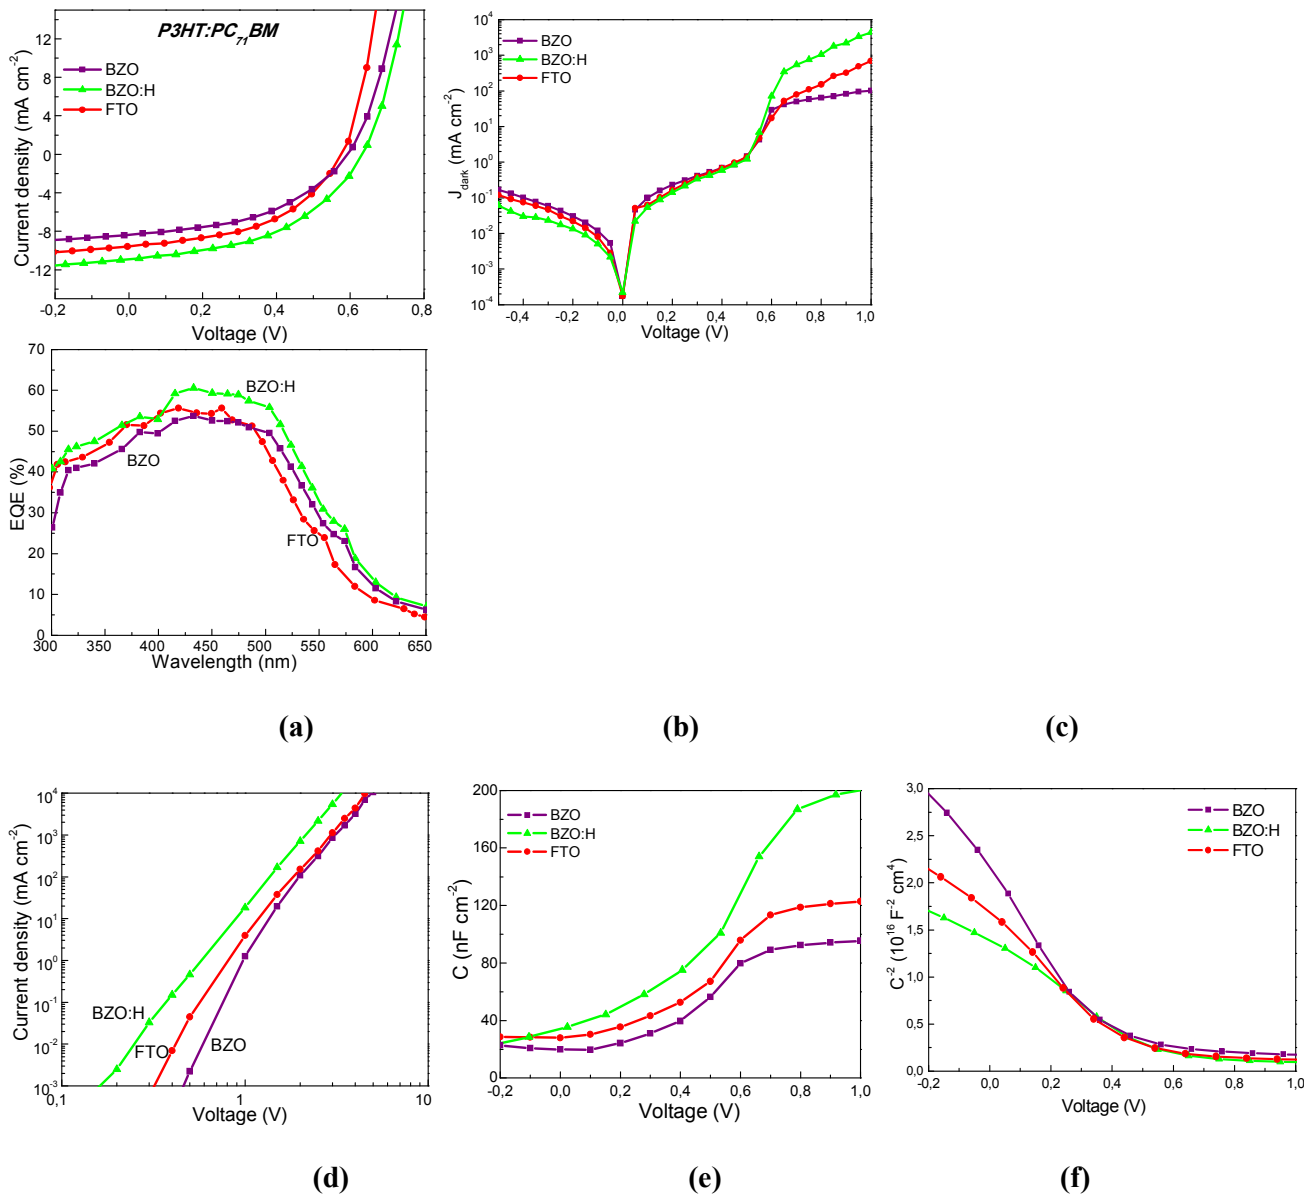 P3HT:PC71BM
BZO
BZO:H
FTO
12
8
4
0
-4
-8
-12
-0,2
0,0
0,2
0,4
0,6
0,8
Current density (mA cm-2)
Voltage (V)
BZO
BZO:H
FTO
10^4
10^3
10^2
10^1
10^0
10^-1
10^-2
10^-3
10^-4
-0,4
-0,2
0,0
0,2
0,4
0,6
0,8
1,0
Jdark (mA cm-2)
Voltage (V)
70
60
50
40
30
20
10
0
300
350
400
450
500
550
600
650
EQE (%)
Wavelength (nm)
BZO:H
BZO
FTO
(a)
(b)
(c)
10^4
10^3
10^2
10^1
10^0
10^-1
10^-2
10^-3
0,1
1
10
Current density (mA cm-2)
Voltage (V)
BZO:H
FTO
BZO
200
160
120
80
40
0
-0,2
0,0
0,2
0,4
0,6
0,8
1,0
C (nF cm-2)
Voltage (V)
BZO
BZO:H
FTO
3,0
2,5
2,0
1,5
1,0
0,5
0,0
-0,2
0,0
0,2
0,4
0,6
0,8
1,0
C-2 (10^16 F-2 cm4)
Voltage (V)
BZO
BZO:H
FTO
(d)
(e)
(f)